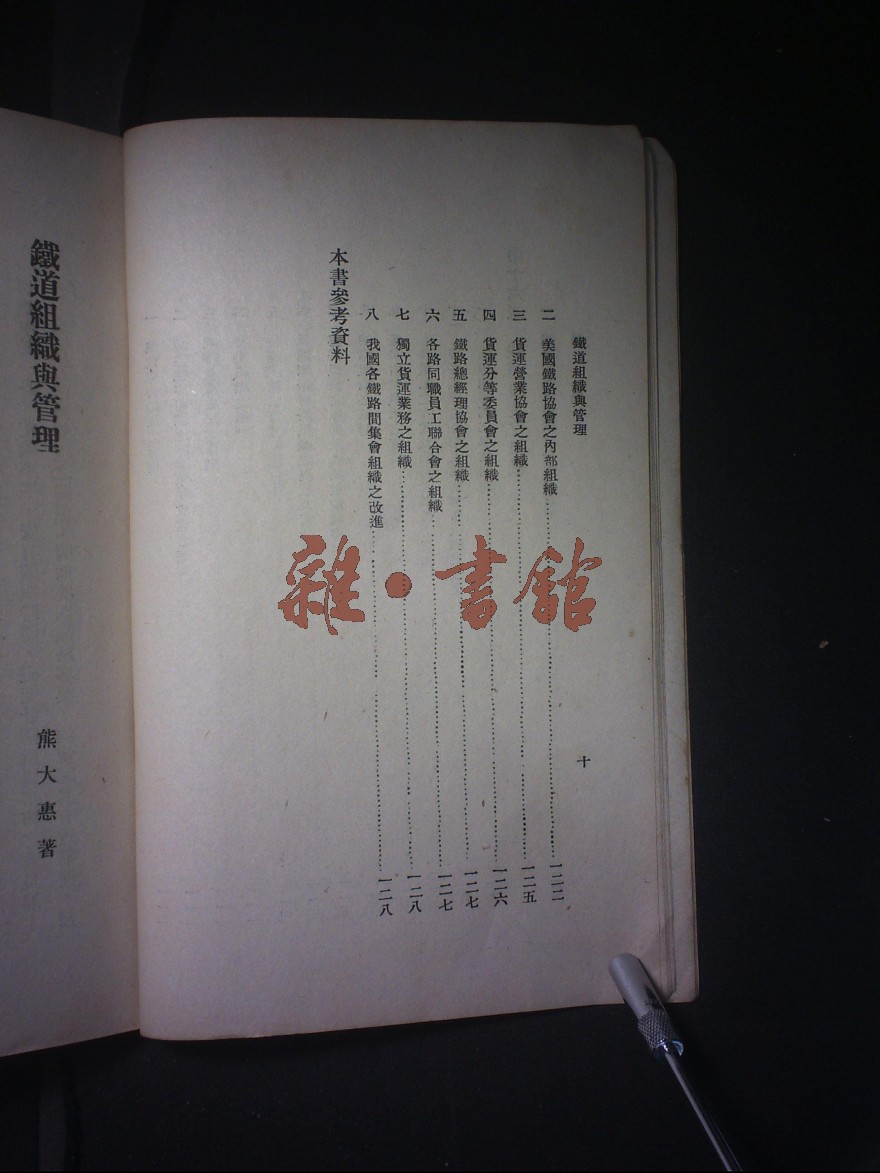 鐵道組織與管理
十
二 美國鐵路協會之內部組織 一二二
三 貨運營業協會之組織 一二五
四 貨運分等委員會之組織 一二六
五 鐵路總經理協會之組織 一二七
六 各路同職員工聯合會之組織 一二七
七 獨立貨運業務之組織 一二八
八 我國各鐵路間集會組織之改進 一二八
本書參考資料
鐵道組織與管理
熊大惠著
雜·書館